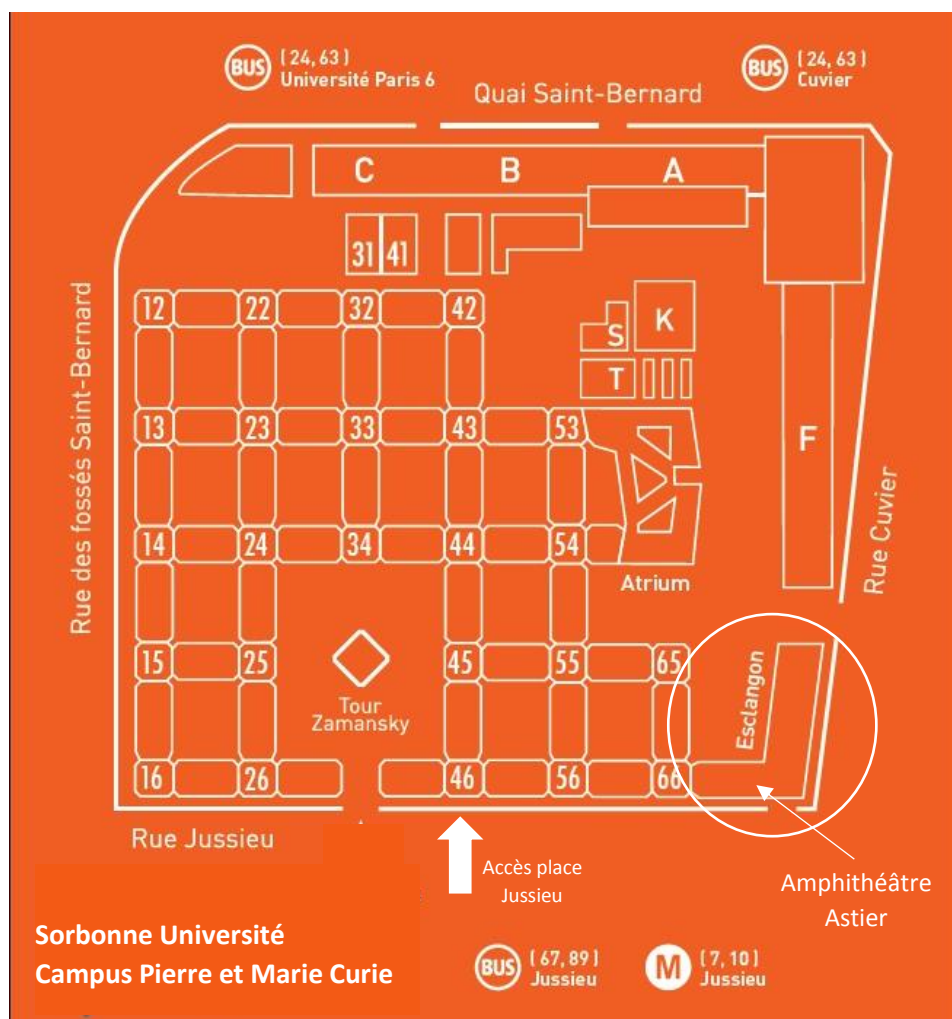 BUS (24, 63)
Université Paris 6
BUS (24, 63)
Cuvier
Quai Saint-Bernard
C B A
31 41
12 22 32 42
S K
T
13 23 33 43 53
F
Rue des fossés Saint-Bernard
Rue Cuvier
14 24 34 44 54
Atrium
15 25 45 55 65
Esclangon
Tour
Zamansky
16 26 46 56 66
Rue Jussieu
Accès place
Jussieu
Amphithéâtre
Astier
Sorbonne Université
Campus Pierre et Marie Curie
BUS (67, 89)
Jussieu
M (7, 10)
Jussieu